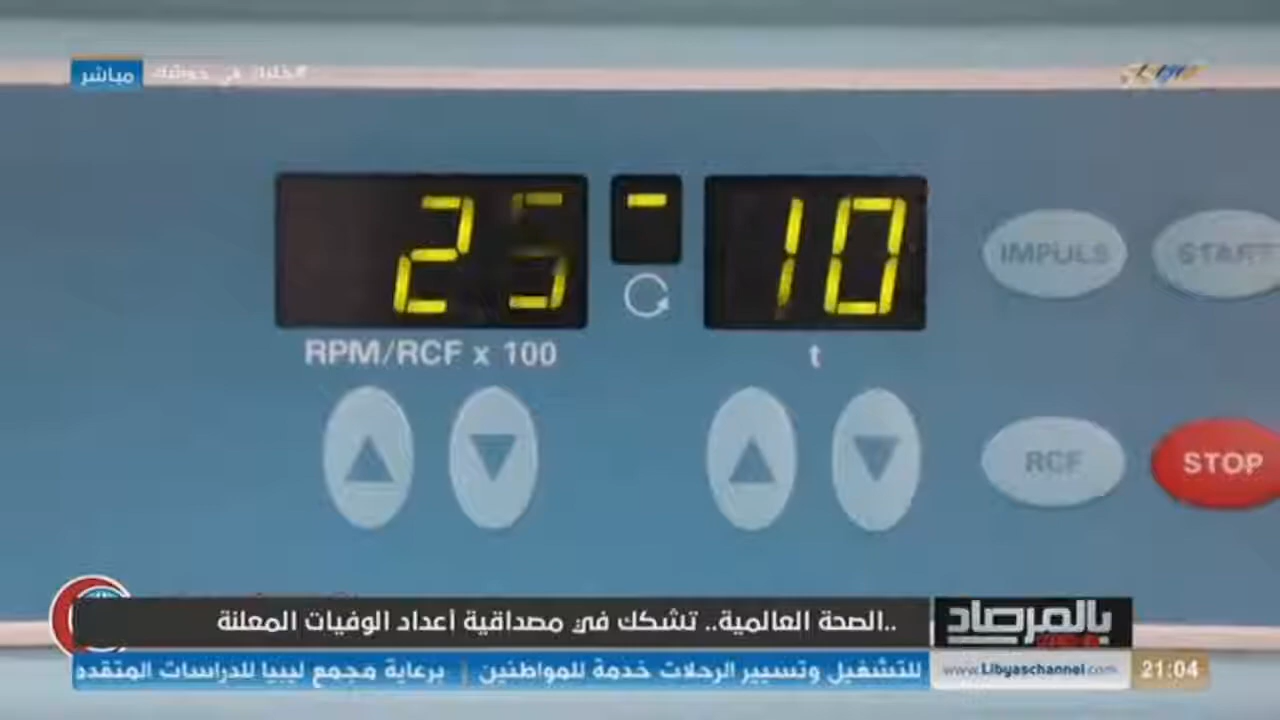 مباشر
25
10
RPM/RCF x 100
t
IMPULS
START
RCF
STOP
..الصحة العالمية.. تشكك في مصداقية أعداد الوفيات المعلنة
بالمرصاد
للتشغيل وتسيير الرحلات خدمة للمواطنين | برعاية مجمع ليبيا للدراسات المتقدمة
www.Libyaschannel.com
21:04